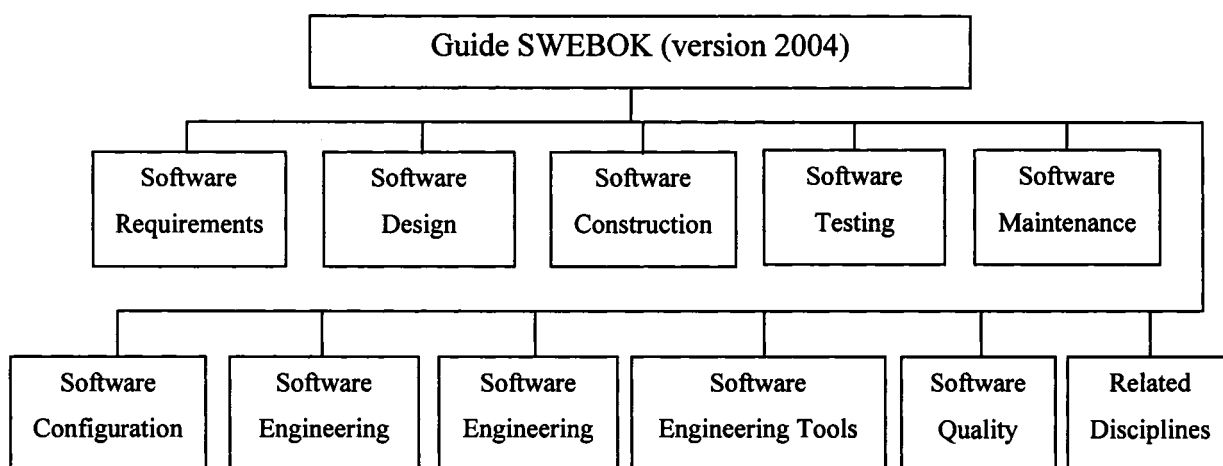 Guide SWEBOK (version 2004)
Software
Requirements
Software
Design
Software
Construction
Software
Testing
Software
Maintenance
Software
Configuration
Software
Engineering
Software
Engineering
Software
Engineering Tools
Software
Quality
Related
Disciplines